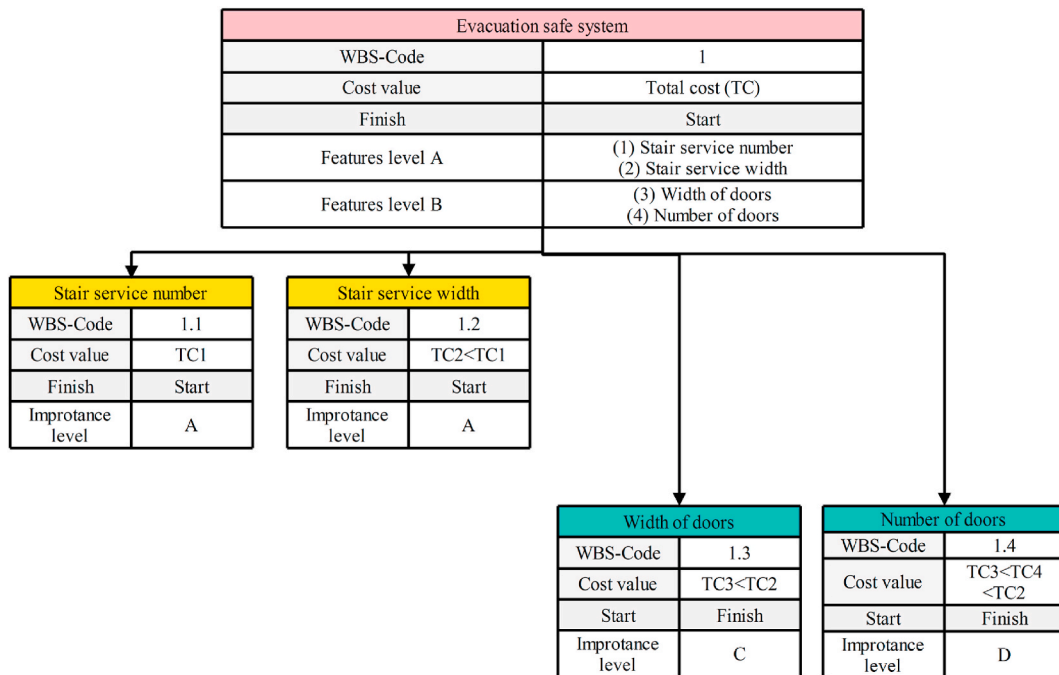 Evacuation safe system
WBS-Code 1
Cost value Total cost (TC)
Finish Start
Features level A (1) Stair service number
(2) Stair service width
Features level B (3) Width of doors
(4) Number of doors
Stair service number
WBS-Code 1.1
Cost value TC1
Finish Start
Improtance
level A
Stair service width
WBS-Code 1.2
Cost value TC2<TC1
Finish Start
Improtance
level A
Width of doors
WBS-Code 1.3
Cost value TC3<TC2
Start Finish
Improtance
level C
Number of doors
WBS-Code 1.4
Cost value TC3<TC4
<TC2
Start Finish
Improtance
level D